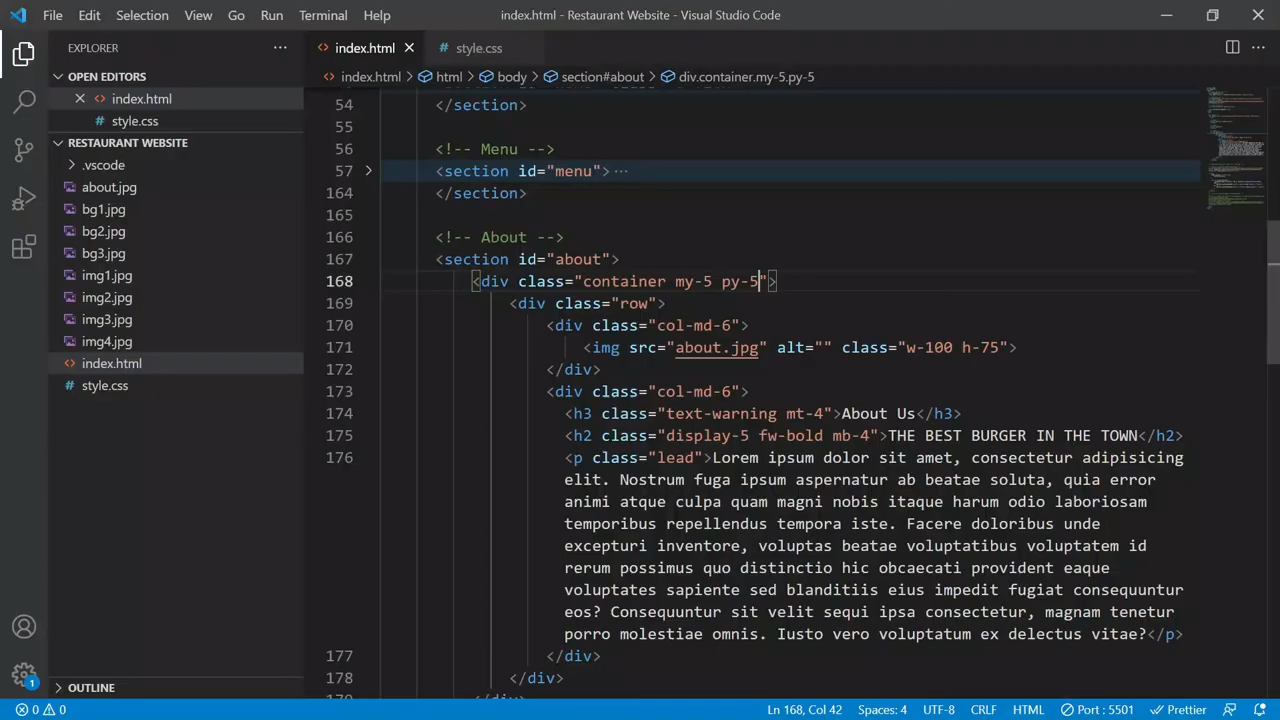 File Edit Selection View Go Run Terminal Help index.html - Restaurant Website - Visual Studio Code
EXPLORER
OPEN EDITORS
index.html
style.css
RESTAURANT WEBSITE
.vscode
about.jpg
bg1.jpg
bg2.jpg
bg3.jpg
img1.jpg
img2.jpg
img3.jpg
img4.jpg
index.html
style.css
OUTLINE
index.html style.css
index.html > html > body > section#about > div.container.my-5.py-5
54 </section>
55
56 <!-- Menu -->
57 <section id="menu"> ...
164 </section>
165
166 <!-- About -->
167 <section id="about">
168 <div class="container my-5 py-5">
169 <div class="row">
170 <div class="col-md-6">
171 <img src="about.jpg" alt="" class="w-100 h-75">
172 </div>
173 <div class="col-md-6">
174 <h3 class="text-warning mt-4">About Us</h3>
175 <h2 class="display-5 fw-bold mb-4">THE BEST BURGER IN THE TOWN</h2>
176 <p class="lead">Lorem ipsum dolor sit amet, consectetur adipisicing
elit. Nostrum fuga ipsum aspernatur ab beatae soluta, quia error
animi atque culpa quam magni nobis itaque harum odio laboriosam
temporibus repellendus tempora iste. Facere doloribus unde
excepturi inventore, voluptas beatae voluptatibus voluptatem id
rerum possimus quo distinctio hic obcaecati provident eaque
voluptates sapiente sed blanditiis eius impedit fugiat consequuntur
eos? Consequuntur sit velit sequi ipsa consectetur, magnam tenetur
porro molestiae omnis. Iusto vero voluptatum ex delectus vitae?</p>
177 </div>
178 </div>
1
0 0 Ln 168, Col 42 Spaces: 4 UTF-8 CRLF HTML Port : 5501 Prettier